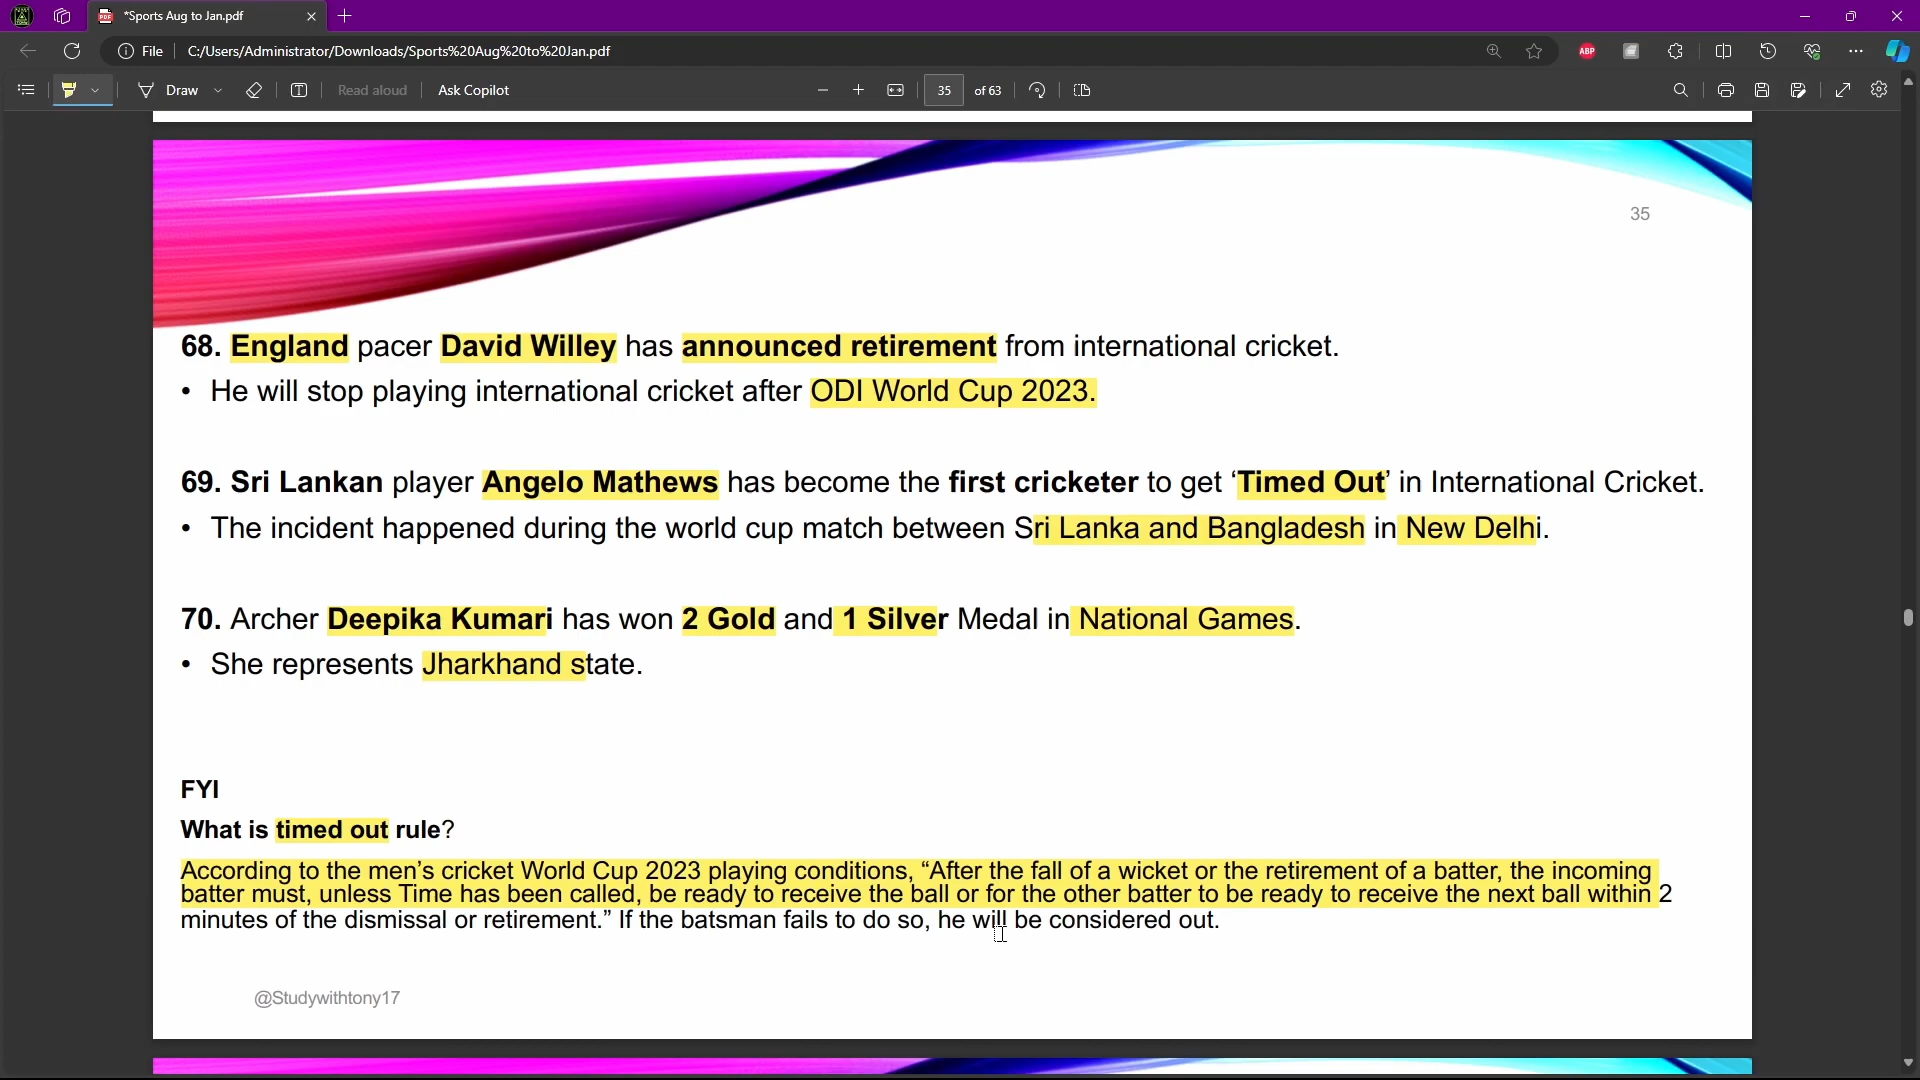 *Sports Aug to Jan.pdf
File C:/Users/Administrator/Downloads/Sports%20Aug%20to%20Jan.pdf
ABP
Draw Read aloud Ask Copilot 35 of 63
35
68. England pacer David Willey has announced retirement from international cricket.
• He will stop playing international cricket after ODI World Cup 2023.
69. Sri Lankan player Angelo Mathews has become the first cricketer to get ‘Timed Out’ in International Cricket.
• The incident happened during the world cup match between Sri Lanka and Bangladesh in New Delhi.
70. Archer Deepika Kumari has won 2 Gold and 1 Silver Medal in National Games.
• She represents Jharkhand state.
FYI
What is timed out rule?
According to the men’s cricket World Cup 2023 playing conditions, “After the fall of a wicket or the retirement of a batter, the incoming
batter must, unless Time has been called, be ready to receive the ball or for the other batter to be ready to receive the next ball within 2
minutes of the dismissal or retirement.” If the batsman fails to do so, he will be considered out.
@Studywithtony17